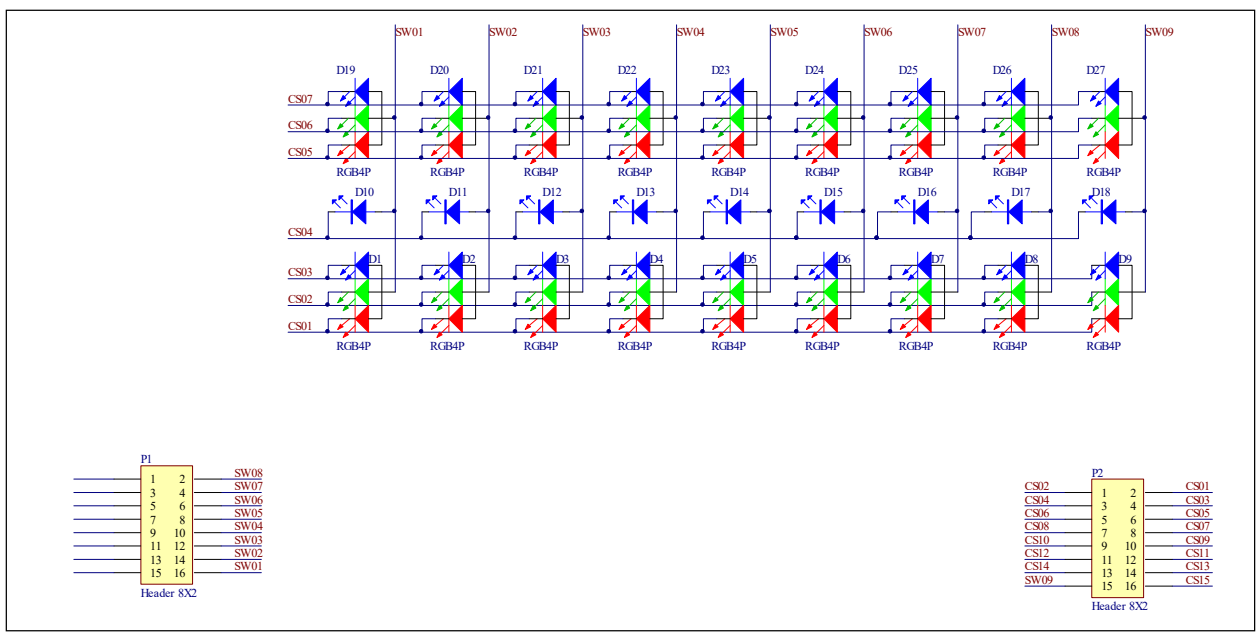 SW01 SW02 SW03 SW04 SW05 SW06 SW07 SW08 SW09
D19 D20 D21 D22 D23 D24 D25 D26 D27
CS07
CS06
CS05
RGB4P RGB4P RGB4P RGB4P RGB4P RGB4P RGB4P RGB4P RGB4P
D10 D11 D12 D13 D14 D15 D16 D17 D18
CS04
D1 D2 D3 D4 D5 D6 D7 D8 D9
CS03
CS02
CS01
RGB4P RGB4P RGB4P RGB4P RGB4P RGB4P RGB4P RGB4P RGB4P
P1
1 2 SW08
3 4 SW07
5 6 SW06
7 8 SW05
9 10 SW04
11 12 SW03
13 14 SW02
15 16 SW01
Header 8X2
P2
CS02 1 2 CS01
CS04 3 4 CS03
CS06 5 6 CS05
CS08 7 8 CS07
CS10 9 10 CS09
CS12 11 12 CS11
CS14 13 14 CS13
SW09 15 16 CS15
Header 8X2